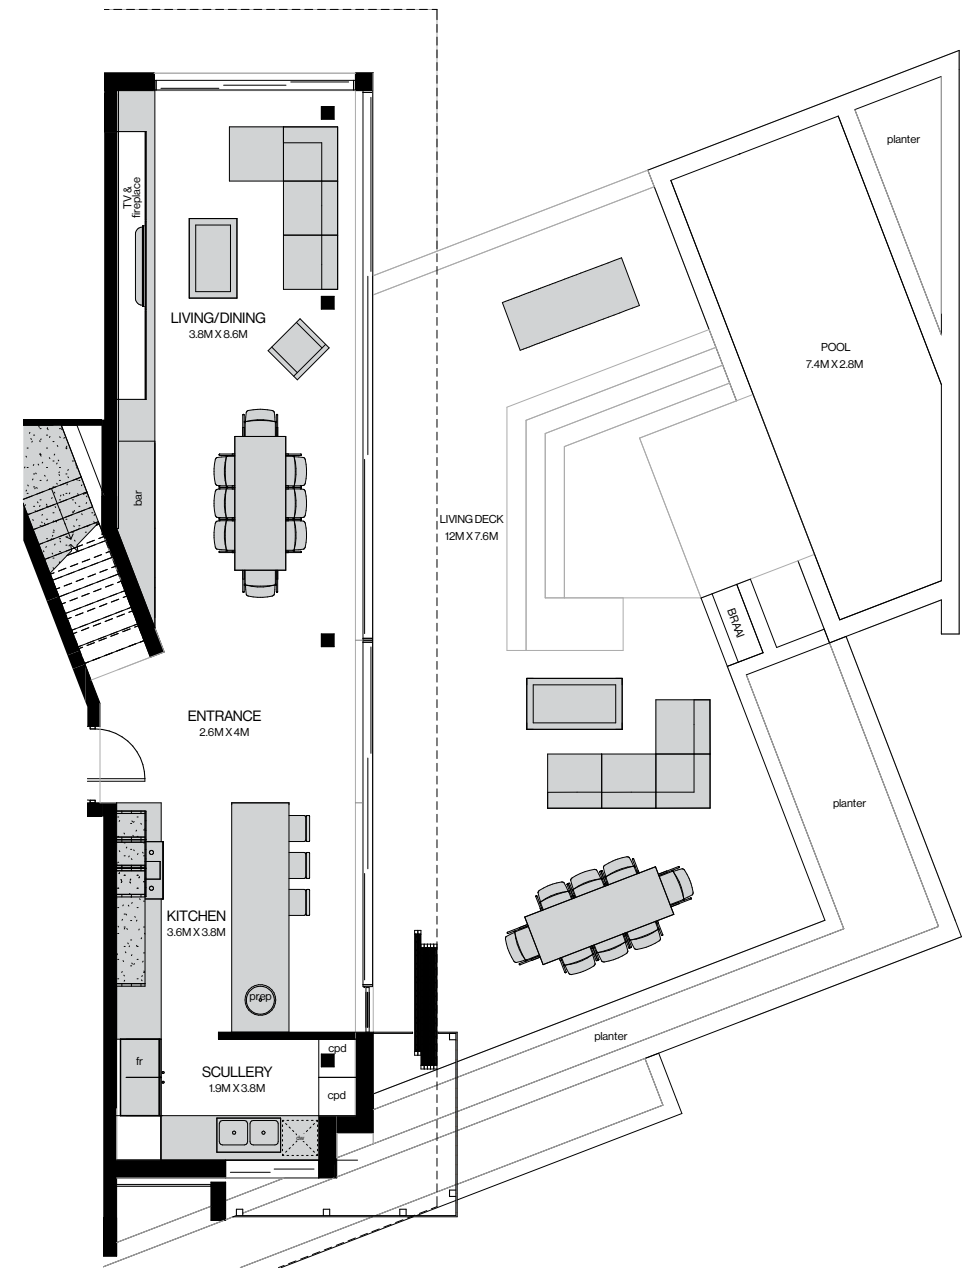 planter
TV &
fireplace
LIVING/DINING
3.8M X 8.6M
POOL
7.4M X 2.8M
bar
LIVING DECK
12M X 7.6M
BRAAI
ENTRANCE
2.6M X 4M
planter
KITCHEN
3.6M X 3.8M
prep
planter
cpd
fr
SCULLERY
1.9M X 3.8M
cpd
dw